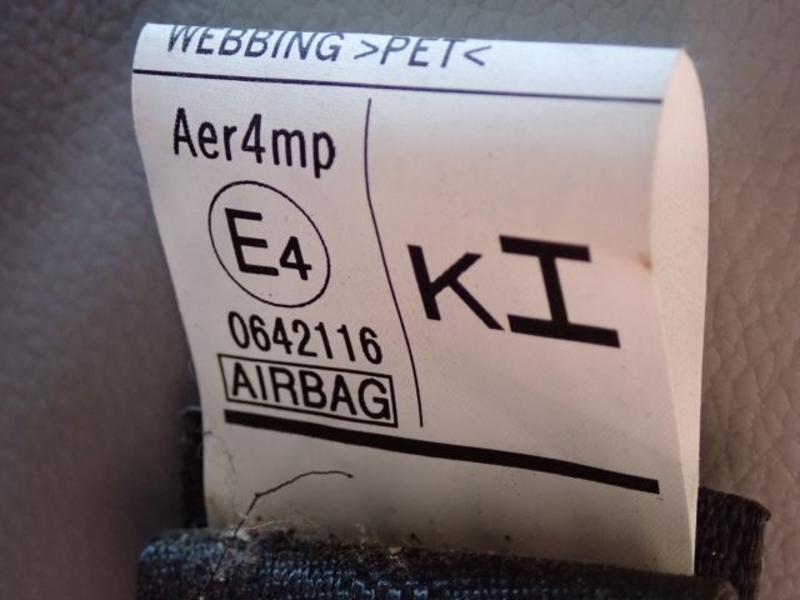 WEBBING >PET<
Aer4mp
E4
0642116
AIRBAG
KI